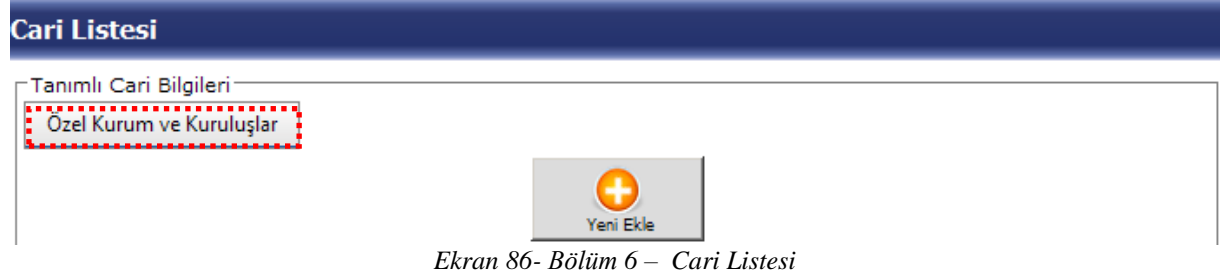 Cari Listesi
Tanımlı Cari Bilgileri
Özel Kurum ve Kuruluşlar
Yeni Ekle
Ekran 86- Bölüm 6 – Cari Listesi